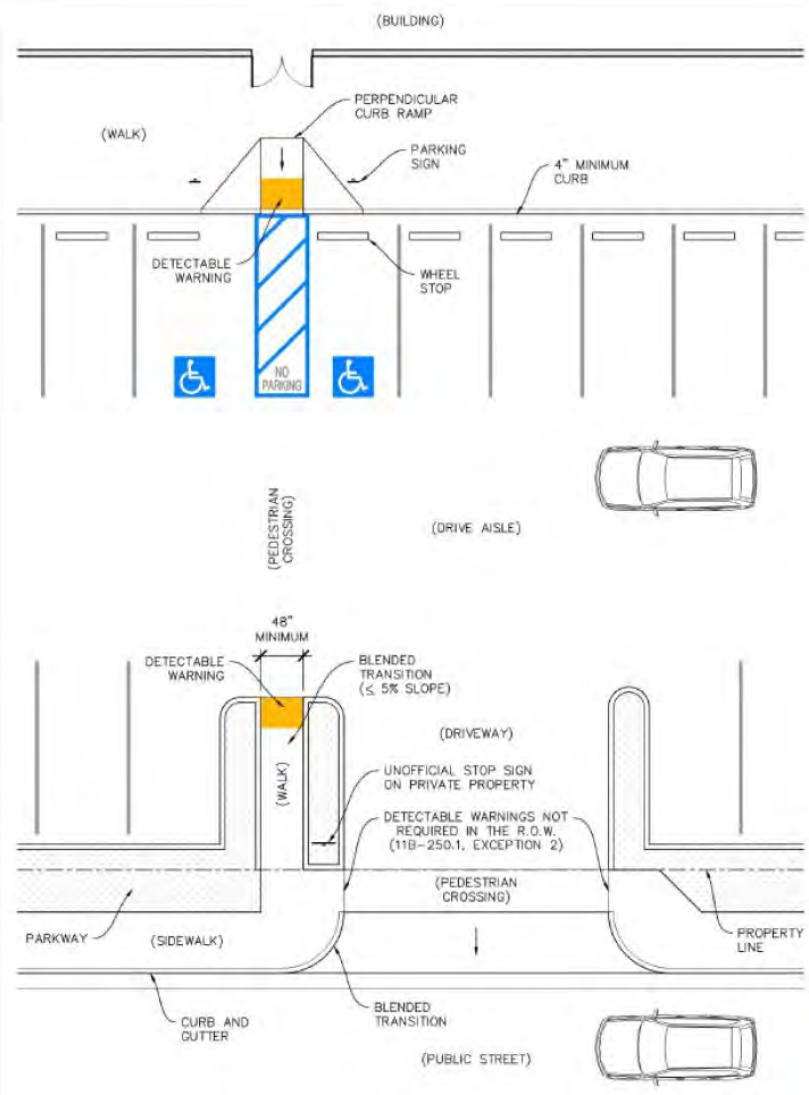 (BUILDING)
PERPENDICULAR
CURB RAMP
(WALK)
PARKING
SIGN
4" MINIMUM
CURB
DETECTABLE
WARNING
WHEEL
STOP
NO
PARKING
(PEDESTRIAN
CROSSING)
(DRIVE AISLE)
48"
MINIMUM
DETECTABLE
WARNING
BLENDED
TRANSITION
(≤ 5% SLOPE)
(DRIVEWAY)
(WALK)
UNOFFICIAL STOP SIGN
ON PRIVATE PROPERTY
DETECTABLE WARNINGS NOT
REQUIRED IN THE R.O.W.
(11B-250.1, EXCEPTION 2)
(PEDESTRIAN
CROSSING)
PARKWAY
(SIDEWALK)
PROPERTY
LINE
CURB AND
GUTTER
BLENDED
TRANSITION
(PUBLIC STREET)